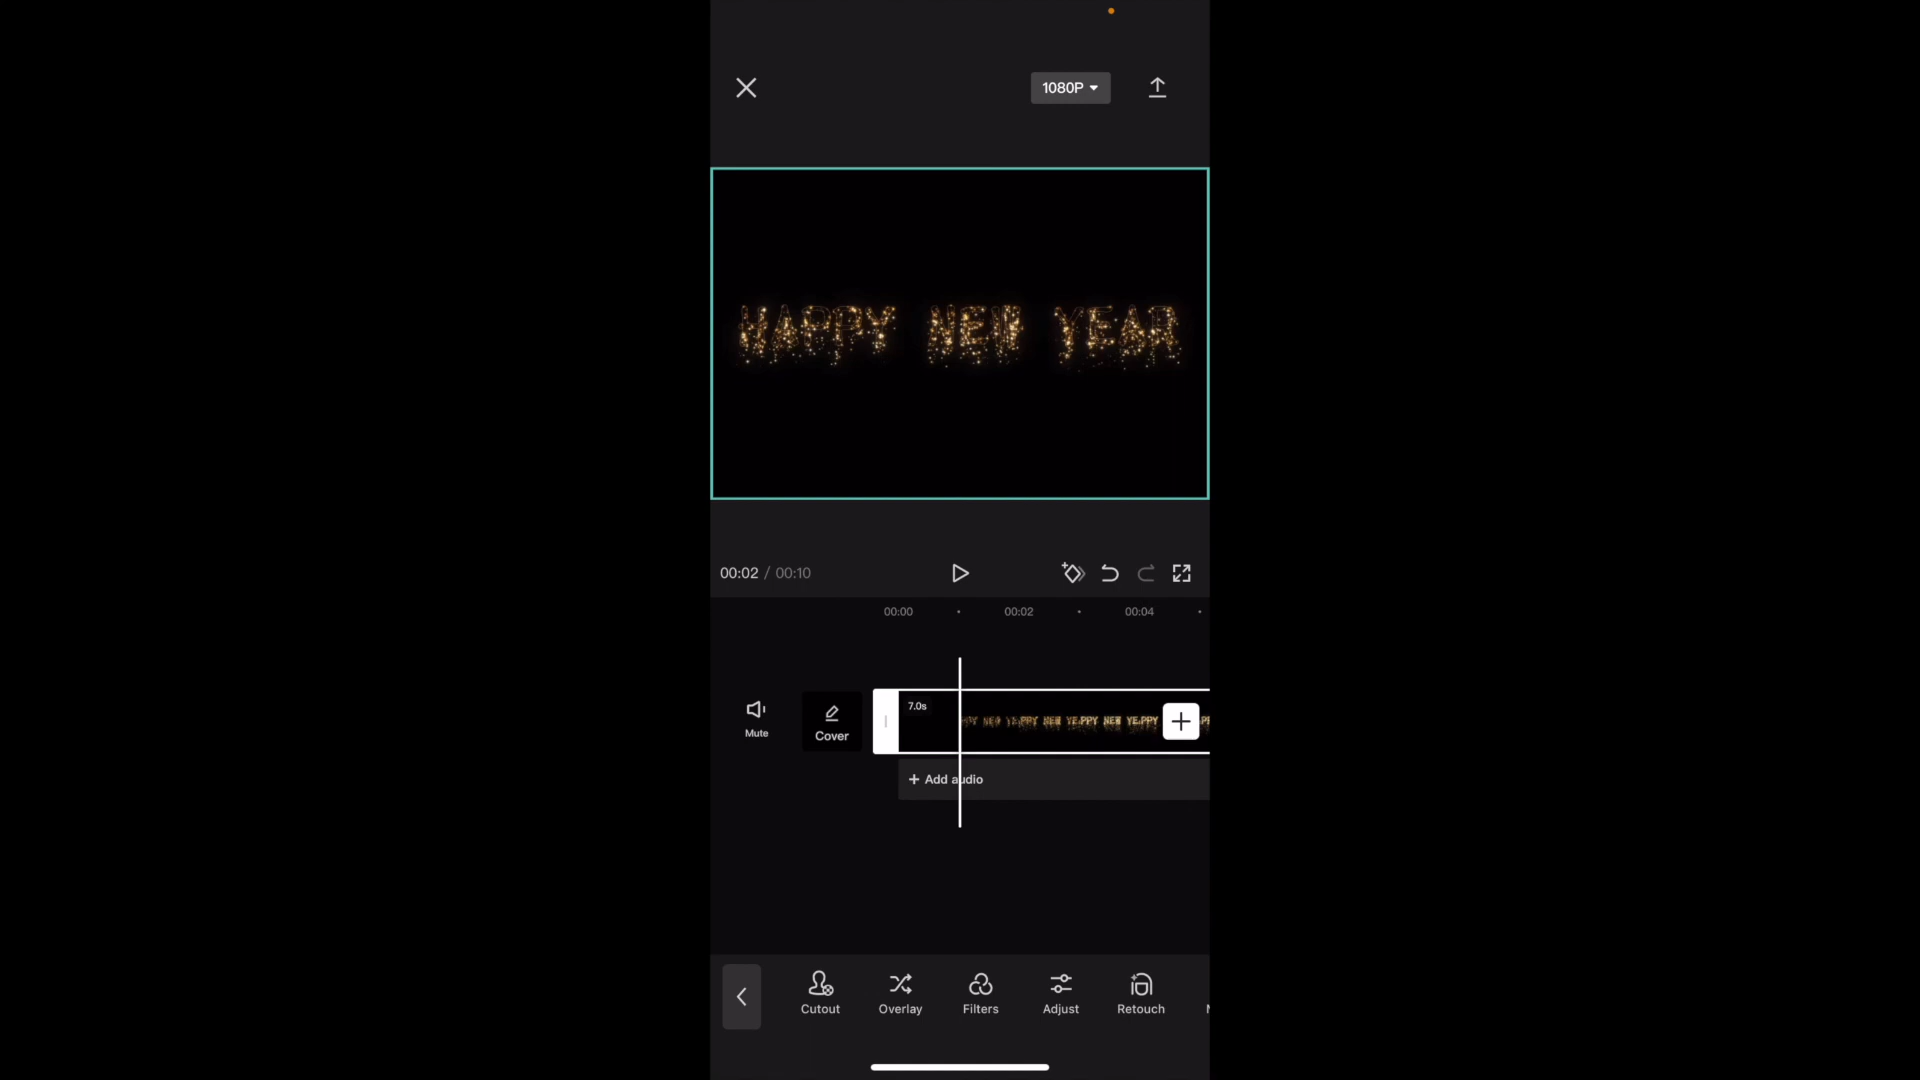 1080P
HAPPY NEW YEAR
00:02 / 00:10
00:00 00:02 00:04
Mute
Cover
7.0s
+ Add audio
Cutout Overlay Filters Adjust Retouch